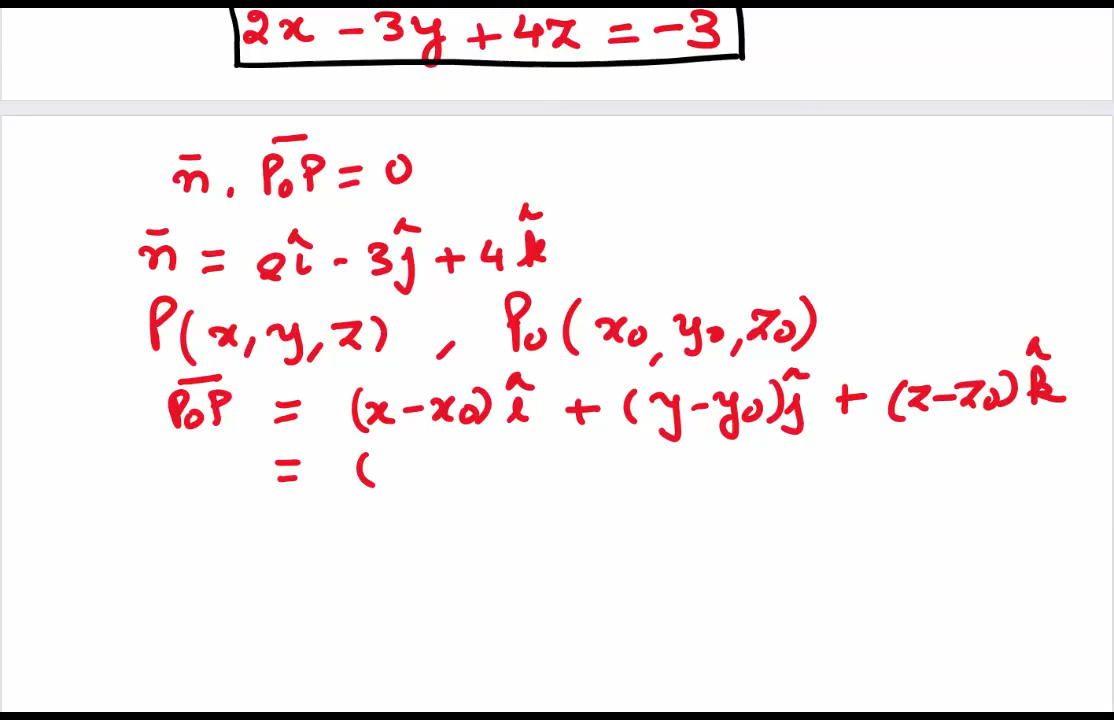 2x - 3y + 4z = -3
n̄ . P̅₀P̅ = 0
n̄ = 2î - 3ĵ + 4k̂
P(x, y, z) , P₀(x₀, y₀, z₀)
P̅₀P̅ = (x - x₀)î + (y - y₀)ĵ + (z - z₀)k̂
= (